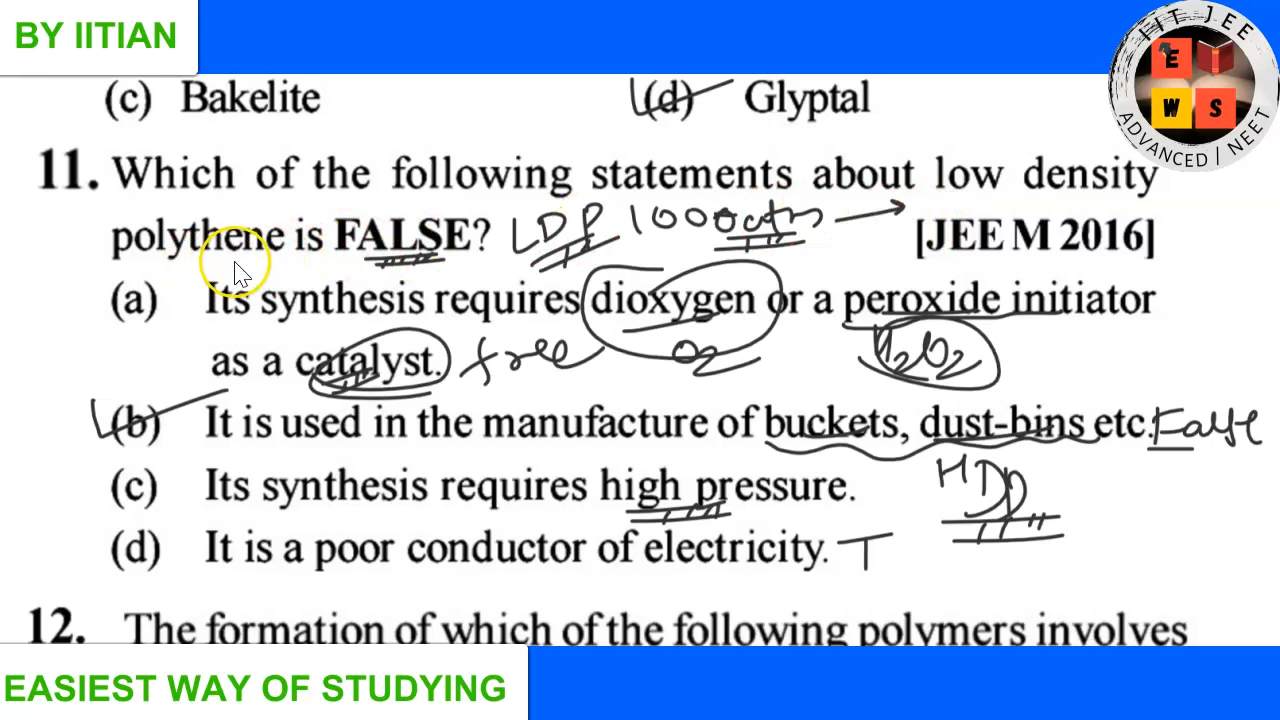 BY IITIAN
IIT JEE
E
W S
ADVANCED | NEET
(c) Bakelite (d) Glyptal
11. Which of the following statements about low density
polythene is FALSE? LDP 1000 atm → [JEE M 2016]
(a) Its synthesis requires dioxygen or a peroxide initiator
as a catalyst. free O2 H2O2
(b) It is used in the manufacture of buckets, dust-bins etc. False
(c) Its synthesis requires high pressure. HDP
(d) It is a poor conductor of electricity. T
12. The formation of which of the following polymers involves
EASIEST WAY OF STUDYING